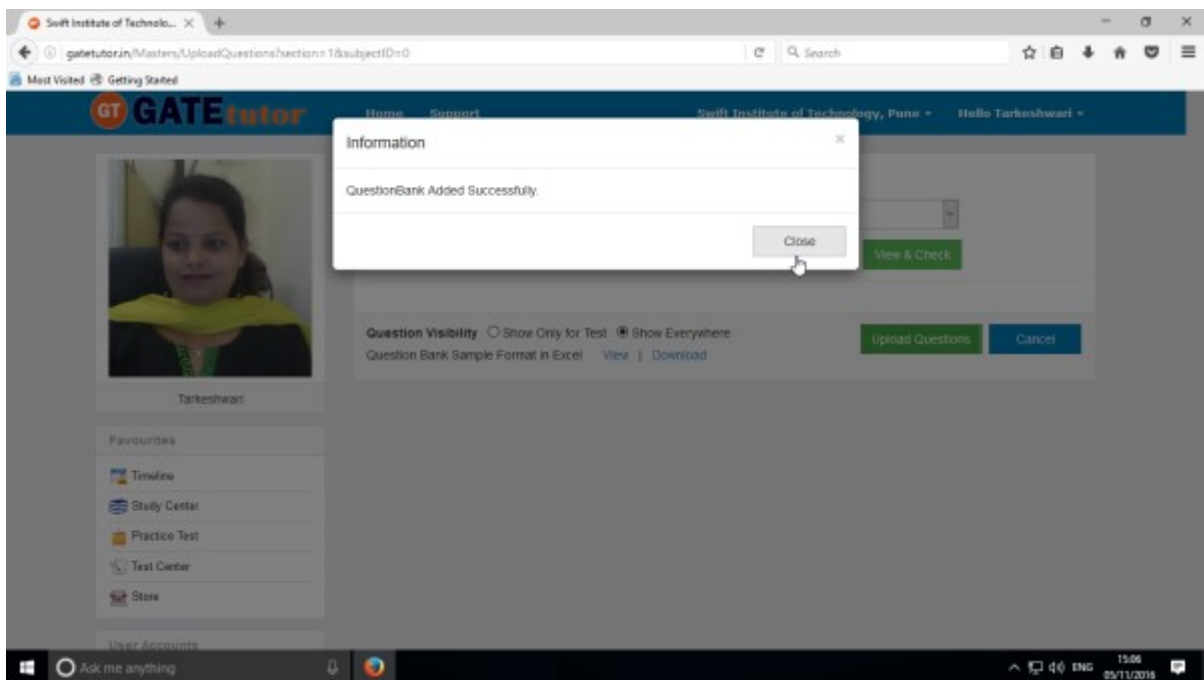 Swift Institute of Technolo...
gatetutor.in/Masters/UploadQuestions?section=1&subjectID=0
Search
Most Visited Getting Started
GT GATEtutor
Home Support Swift Institute of Technology, Pune Hello Tarkeshwari
Information
QuestionBank Added Successfully.
Close
View & Check
Question Visibility Show Only for Test Show Everywhere
Question Bank Sample Format in Excel View | Download
Upload Questions Cancel
Tarkeshwari
Favourites
Timeline
Study Center
Practice Test
Test Center
Store
User Accounts
Ask me anything
ENG
15:06
05/11/2016